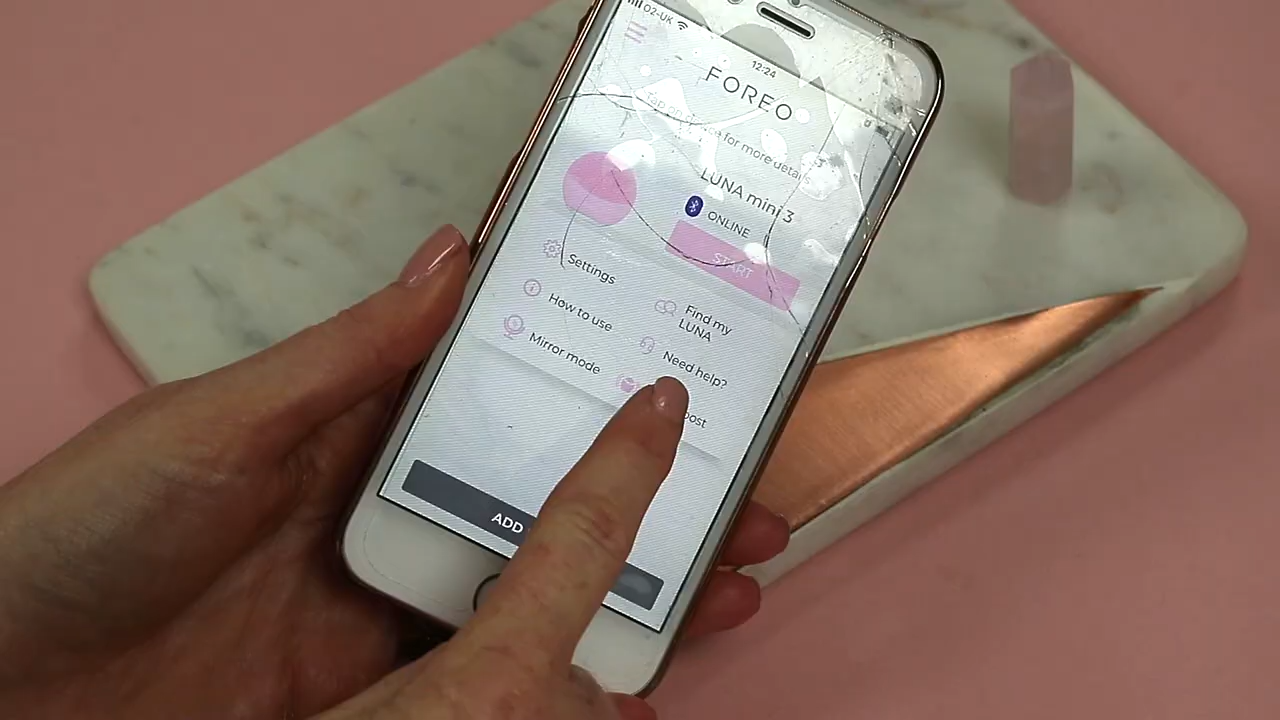 O2-UK
12:24
FOREO
Tap on for more details
LUNA mini 3
ONLINE
START
Settings
Find my
LUNA
How to use
Need help?
Mirror mode
ADD